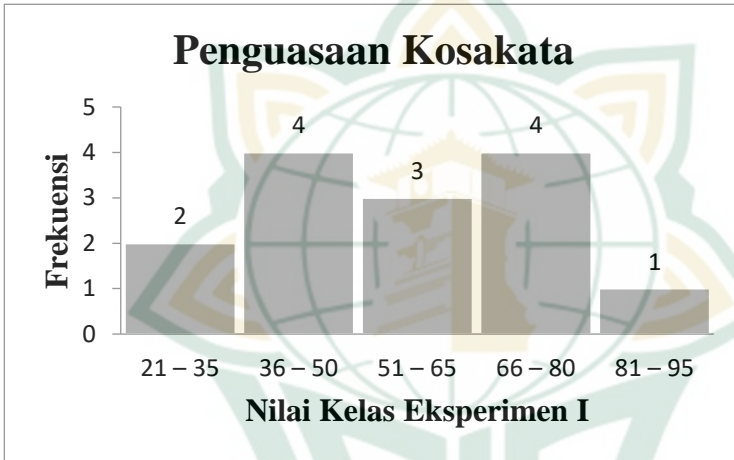 Penguasaan Kosakata
5
4
3
2
1
0
Frekuensi
2
4
3
4
1
21 – 35
36 – 50
51 – 65
66 – 80
81 – 95
Nilai Kelas Eksperimen I